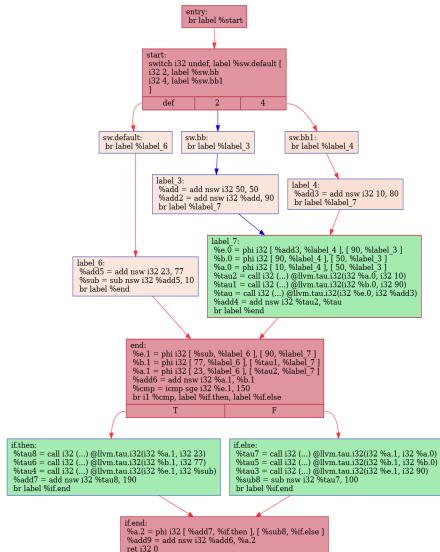 entry:
br label %start
start:
switch i32 undef, label %sw.default [
i32 2, label %sw.bb
i32 4, label %sw.bb1
]
def 2 4
sw.default:
br label %label_6
sw.bb:
br label %label_3
sw.bb1:
br label %label_4
label_3:
%add = add nsw i32 50, 50
%add2 = add nsw i32 %add, 90
br label %label_7
label_4:
%add3 = add nsw i32 10, 80
br label %label_7
label_6:
%add5 = add nsw i32 23, 77
%sub = sub nsw i32 %add5, 10
br label %end
label_7:
%e.0 = phi i32 [ %add3, %label_4 ], [ 90, %label_3 ]
%b.0 = phi i32 [ 90, %label_4 ], [ 50, %label_3 ]
%a.0 = phi i32 [ 10, %label_4 ], [ 50, %label_3 ]
%tau2 = call i32 (...) @llvm.tau.i32(i32 %a.0, i32 10)
%tau1 = call i32 (...) @llvm.tau.i32(i32 %b.0, i32 90)
%tau = call i32 (...) @llvm.tau.i32(i32 %e.0, i32 %add3)
%add4 = add nsw i32 %tau2, %tau
br label %end
end:
%e.1 = phi i32 [ %sub, %label_6 ], [ 90, %label_7 ]
%b.1 = phi i32 [ 77, %label_6 ], [ %tau1, %label_7 ]
%a.1 = phi i32 [ 23, %label_6 ], [ %tau2, %label_7 ]
%add6 = add nsw i32 %a.1, %b.1
%cmp = icmp sge i32 %e.1, 150
br i1 %cmp, label %if.then, label %if.else
T F
if.then:
%tau8 = call i32 (...) @llvm.tau.i32(i32 %a.1, i32 23)
%tau6 = call i32 (...) @llvm.tau.i32(i32 %b.1, i32 77)
%tau4 = call i32 (...) @llvm.tau.i32(i32 %e.1, i32 %sub)
%add7 = add nsw i32 %tau8, 190
br label %if.end
if.else:
%tau7 = call i32 (...) @llvm.tau.i32(i32 %a.1, i32 %a.0)
%tau5 = call i32 (...) @llvm.tau.i32(i32 %b.1, i32 %b.0)
%tau3 = call i32 (...) @llvm.tau.i32(i32 %e.1, i32 90)
%sub8 = sub nsw i32 %tau7, 100
br label %if.end
if.end:
%a.2 = phi i32 [ %add7, %if.then ], [ %sub8, %if.else ]
%add9 = add nsw i32 %add6, %a.2
ret i32 0